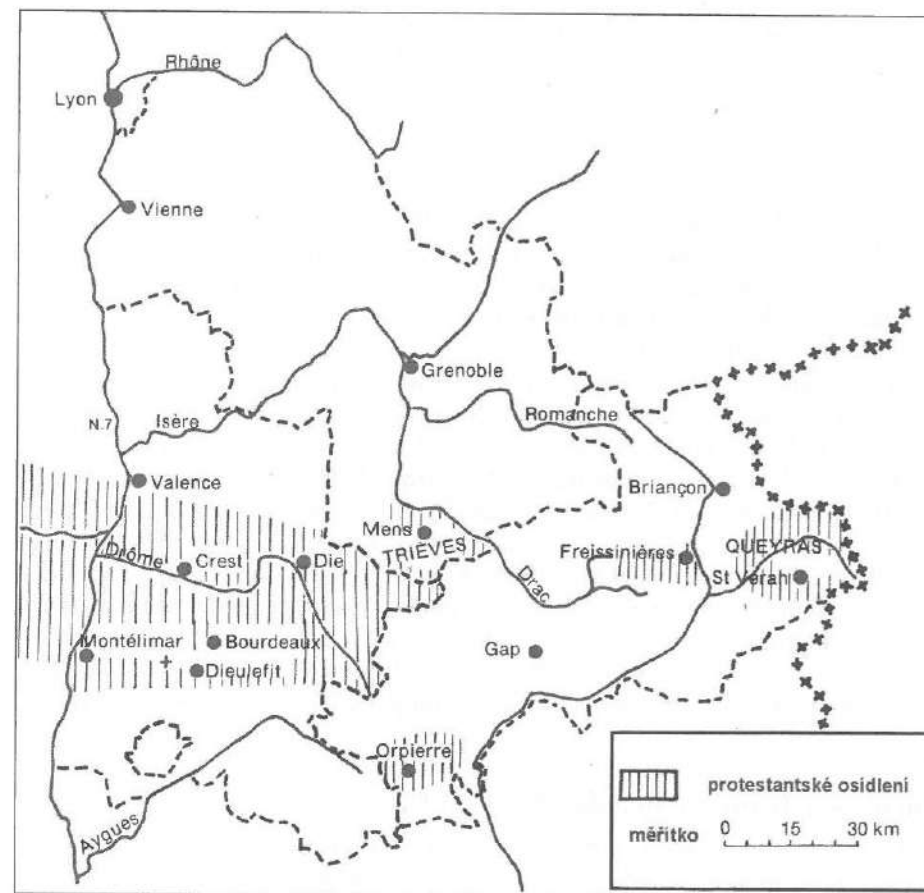 Rhône
Lyon
Vienne
Grenoble
Isère
Romanche
N.7
Valence
Briançon
Mens
TRIEVES
Drôme
Crest
Die
Freissinières
QUEYRAS
St Véran
Drac
Montélimar
Bourdeaux
Dieulefit
Gap
Orpierre
Aygues
protestantské osídlení
měřítko 0 15 30 km